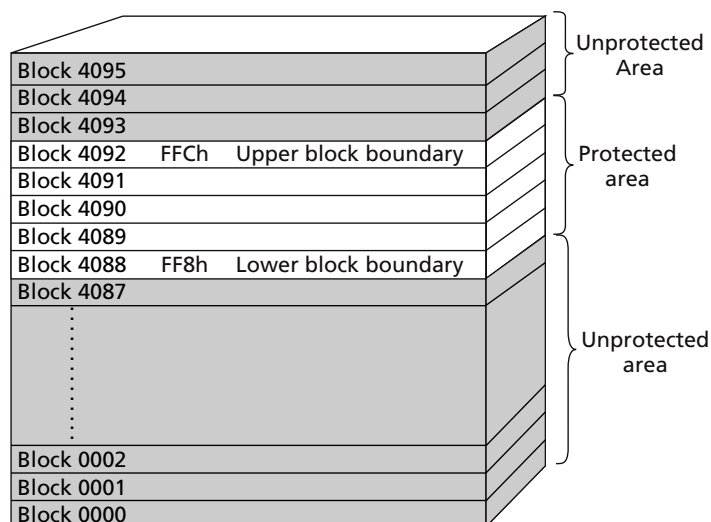 Block 4095
Block 4094
Block 4093
Block 4092 FFCh Upper block boundary
Block 4091
Block 4090
Block 4089
Block 4088 FF8h Lower block boundary
Block 4087
Block 0002
Block 0001
Block 0000
Unprotected
Area
Protected
area
Unprotected
area